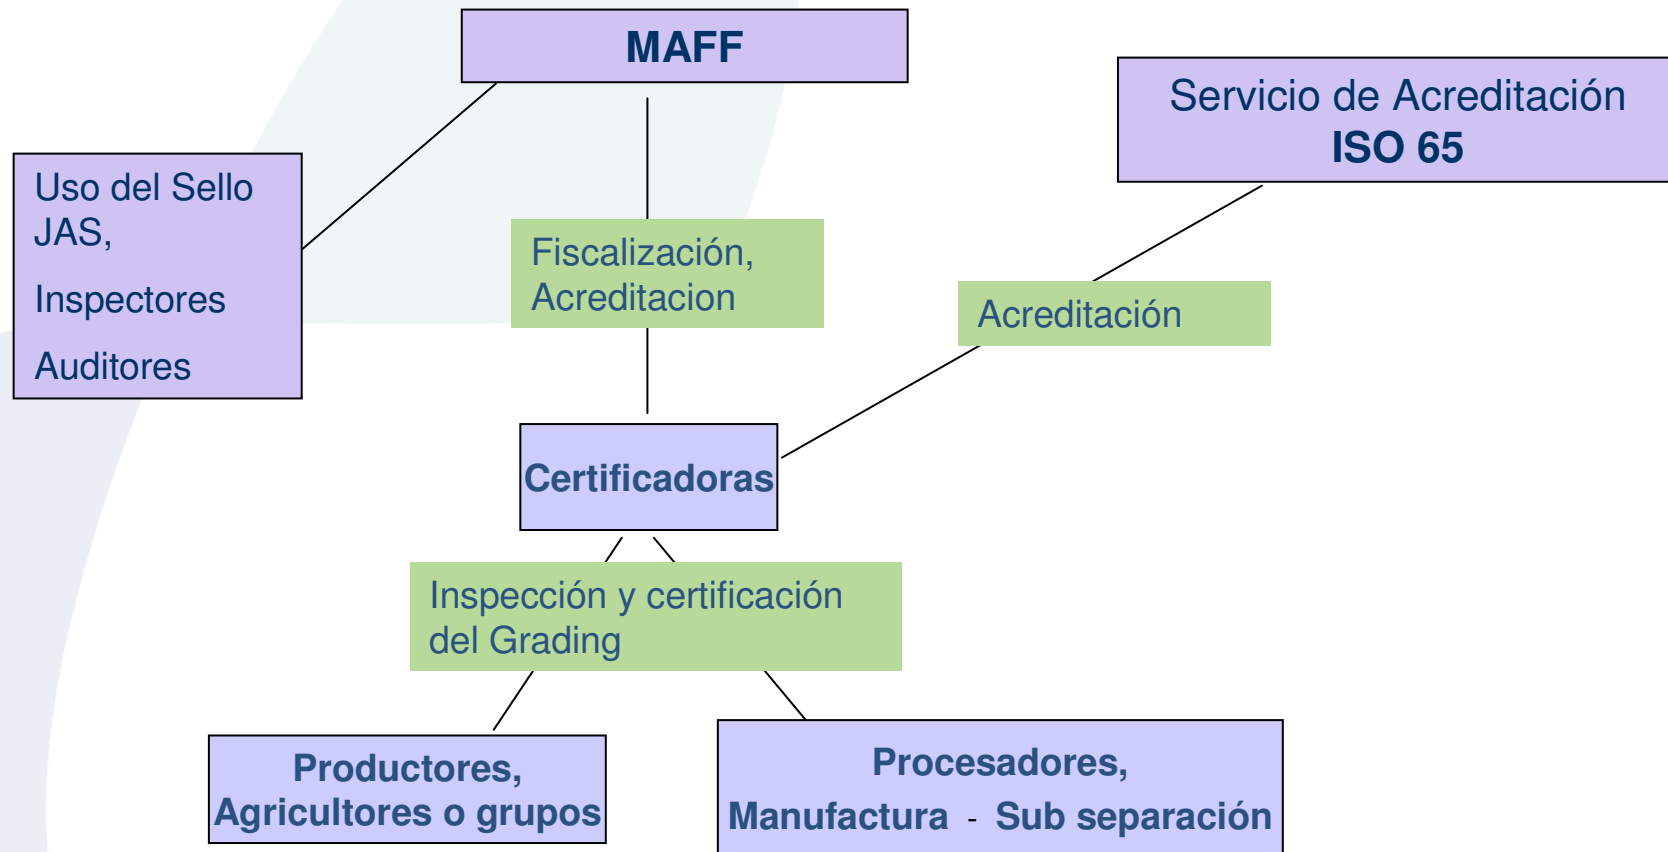 MAFF
Servicio de Acreditación
ISO 65
Uso del Sello
JAS,
Inspectores
Auditores
Fiscalización,
Acreditacion
Acreditación
Certificadoras
Inspección y certificación
del Grading
Productores,
Agricultores o grupos
Procesadores,
Manufactura - Sub separación